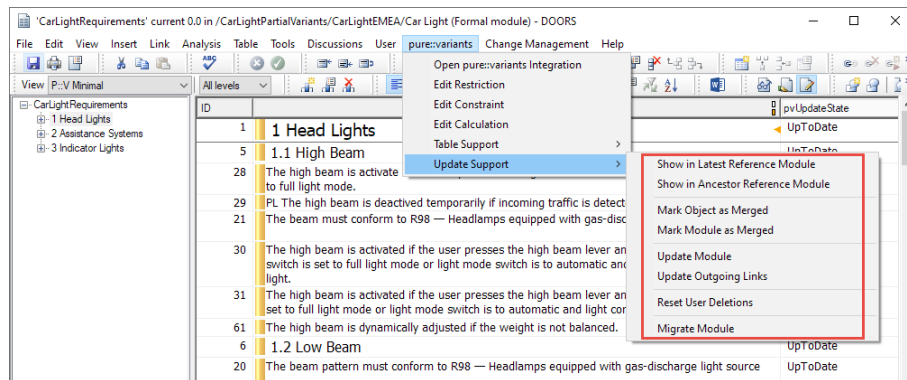 'CarLightRequirements' current 0.0 in /CarLightPartialVariants/CarLightEMEA/Car Light (Formal module) - DOORS
File Edit View Insert Link Analysis Table Tools Discussions User pure::variants Change Management Help
View P::V Minimal All levels
CarLightRequirements
1 Head Lights
2 Assistance Systems
3 Indicator Lights
Open pure::variants Integration
Edit Restriction
Edit Constraint
Edit Calculation
Table Support
Update Support
Show in Latest Reference Module
Show in Ancestor Reference Module
Mark Object as Merged
Mark Module as Merged
Update Module
Update Outgoing Links
Reset User Deletions
Migrate Module
ID pvUpdateState
1 1 Head Lights UpToDate
5 1.1 High Beam UpToDate
28 The high beam is activate
to full light mode.
29 PL The high beam is deactived temporarily if incoming traffic is detect
21 The beam must conform to R98 — Headlamps equipped with gas-disc
30 The high beam is activated if the user presses the high beam lever an
switch is set to full light mode or light mode switch is to automatic and
light.
31 The high beam is activated if the user presses the high beam lever an
set to full light mode or light mode switch is to automatic and light cor
61 The high beam is dynamically adjusted if the weight is not balanced.
6 1.2 Low Beam UpToDate
20 The beam pattern must conform to R98 — Headlamps equipped with gas-discharge light source UpToDate